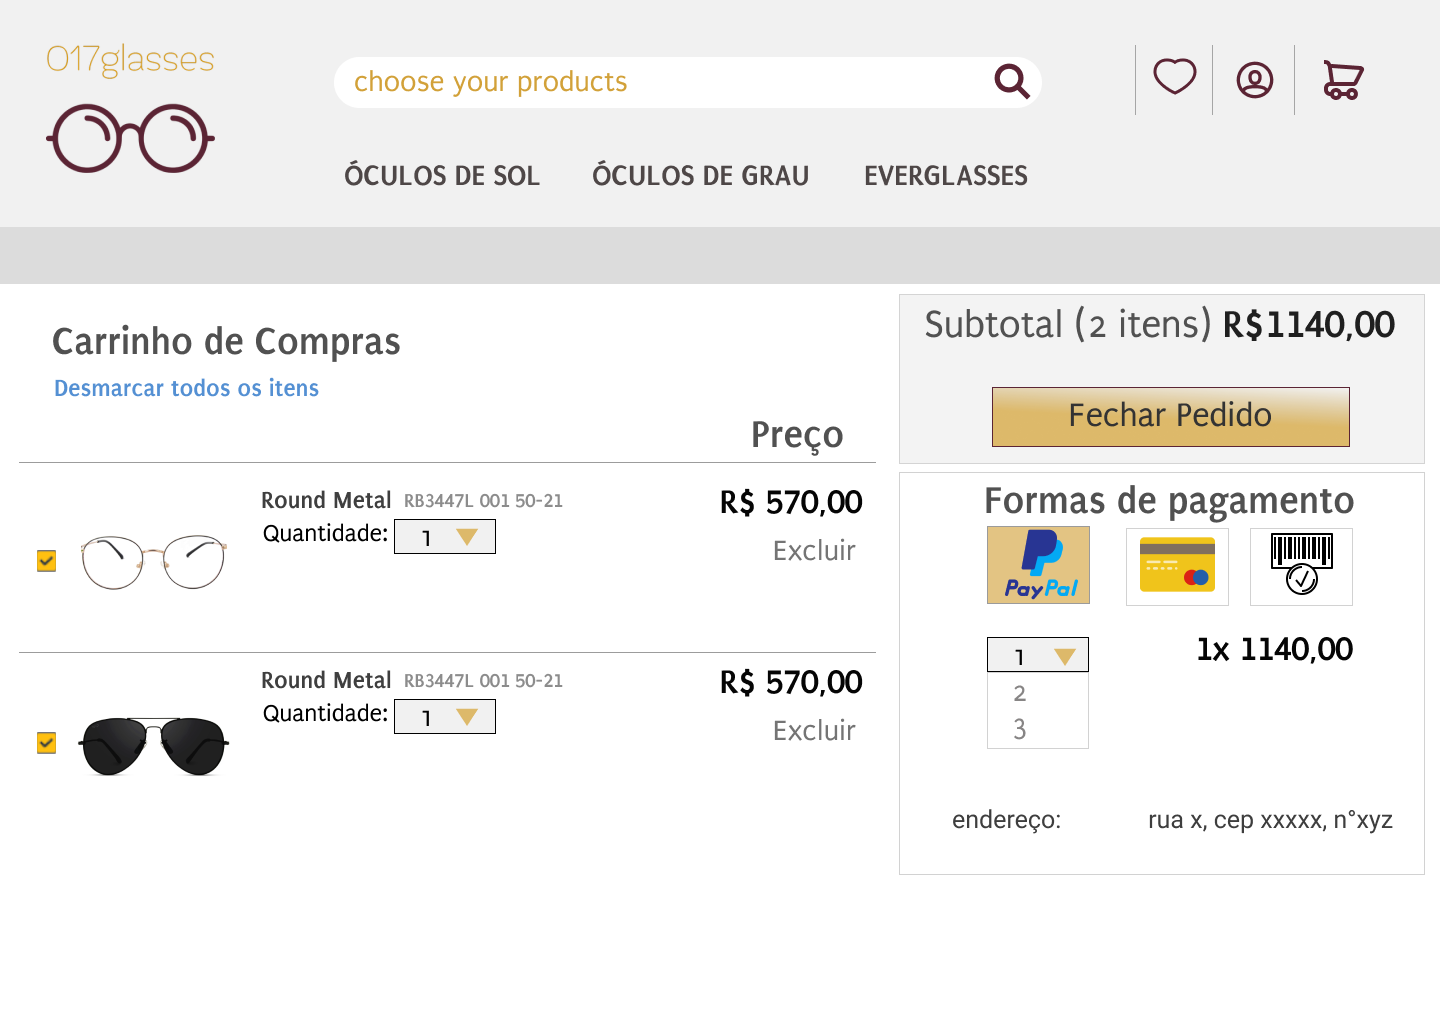 017glasses
choose your products
ÓCULOS DE SOL ÓCULOS DE GRAU EVERGLASSES
Carrinho de Compras
Desmarcar todos os itens
Preço
Round Metal RB3447L 001 50-21 R$ 570,00
Quantidade: 1
Excluir
Round Metal RB3447L 001 50-21 R$ 570,00
Quantidade: 1
Excluir
Subtotal (2 itens) R$1140,00
Fechar Pedido
Formas de pagamento
PayPal
1 1x 1140,00
2
3
endereço: rua x, cep xxxxx, n°xyz